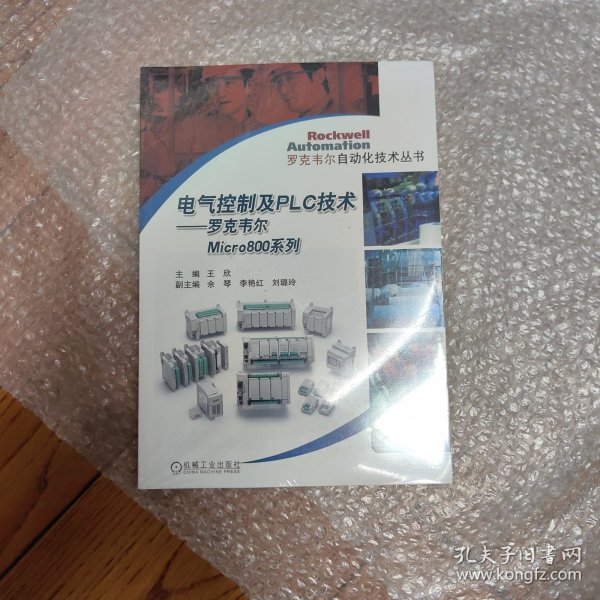 Rockwell
Automation
罗克韦尔自动化技术丛书
电气控制及PLC技术
——罗克韦尔
Micro800系列
主 编 王 欣
副主编 余 琴 李艳红 刘璐玲
机械工业出版社
CHINA MACHINE PRESS
孔夫子旧书网
www.kongfz.com